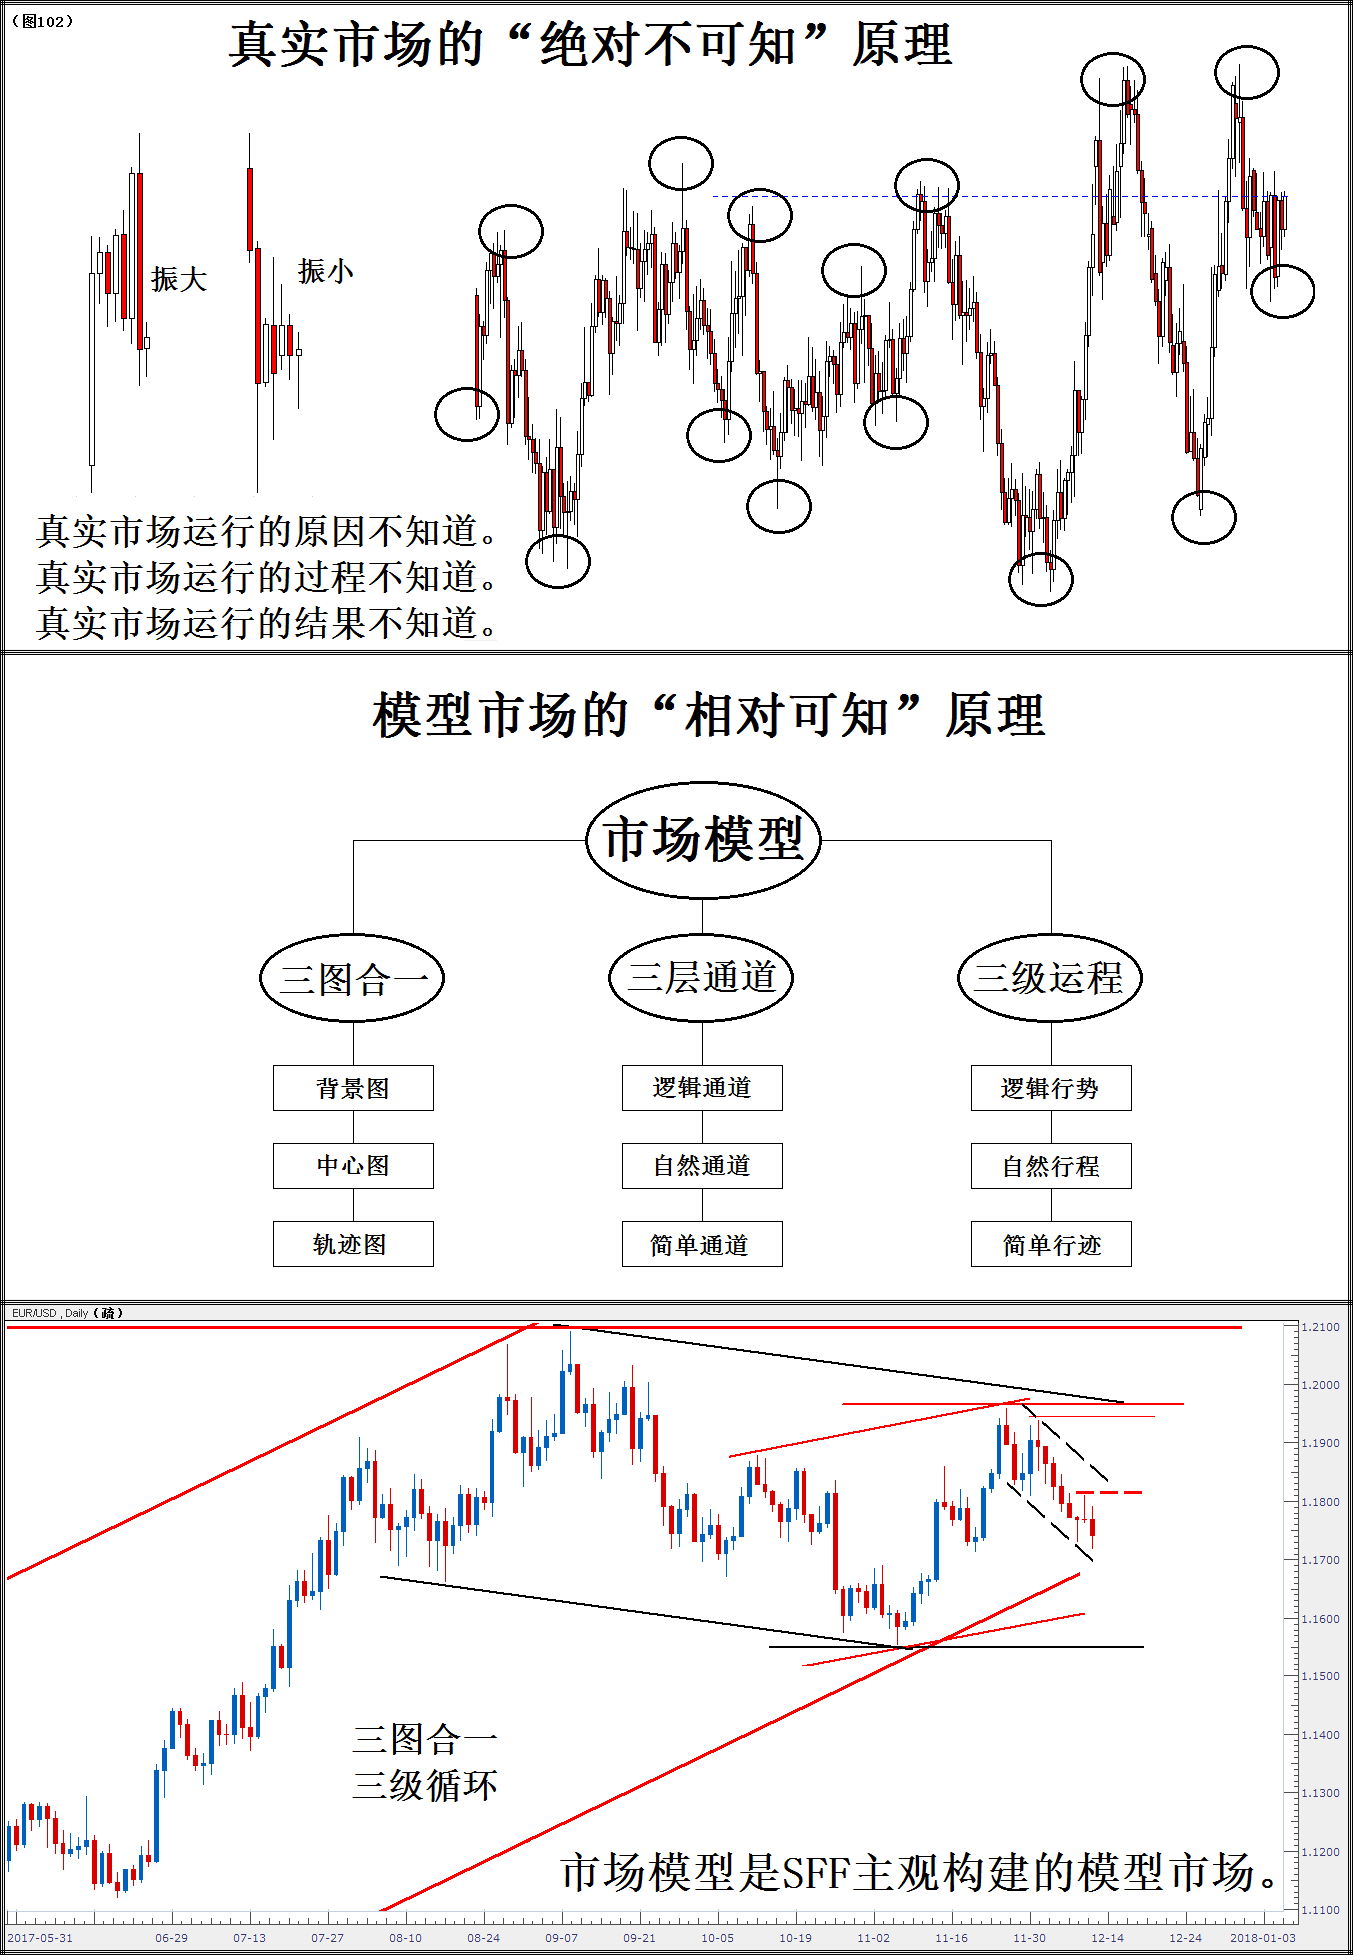 （图102）
真实市场的“绝对不可知”原理
振大
振小
真实市场运行的原因不知道。
真实市场运行的过程不知道。
真实市场运行的结果不知道。
模型市场的“相对可知”原理
市场模型
三图合一
三层通道
三级运程
背景图
逻辑通道
逻辑行势
中心图
自然通道
自然行程
轨迹图
简单通道
简单行迹
EUR/USD , Daily（疏）
1.2100
1.2000
1.1900
1.1800
1.1700
1.1600
1.1500
1.1400
1.1300
1.1200
1.1100
三图合一
三级循环
市场模型是SFF主观构建的模型市场。
2017-05-31 06-29 07-13 07-27 08-10 08-24 09-07 09-21 10-05 10-19 11-02 11-16 11-30 12-14 12-24 2018-01-03